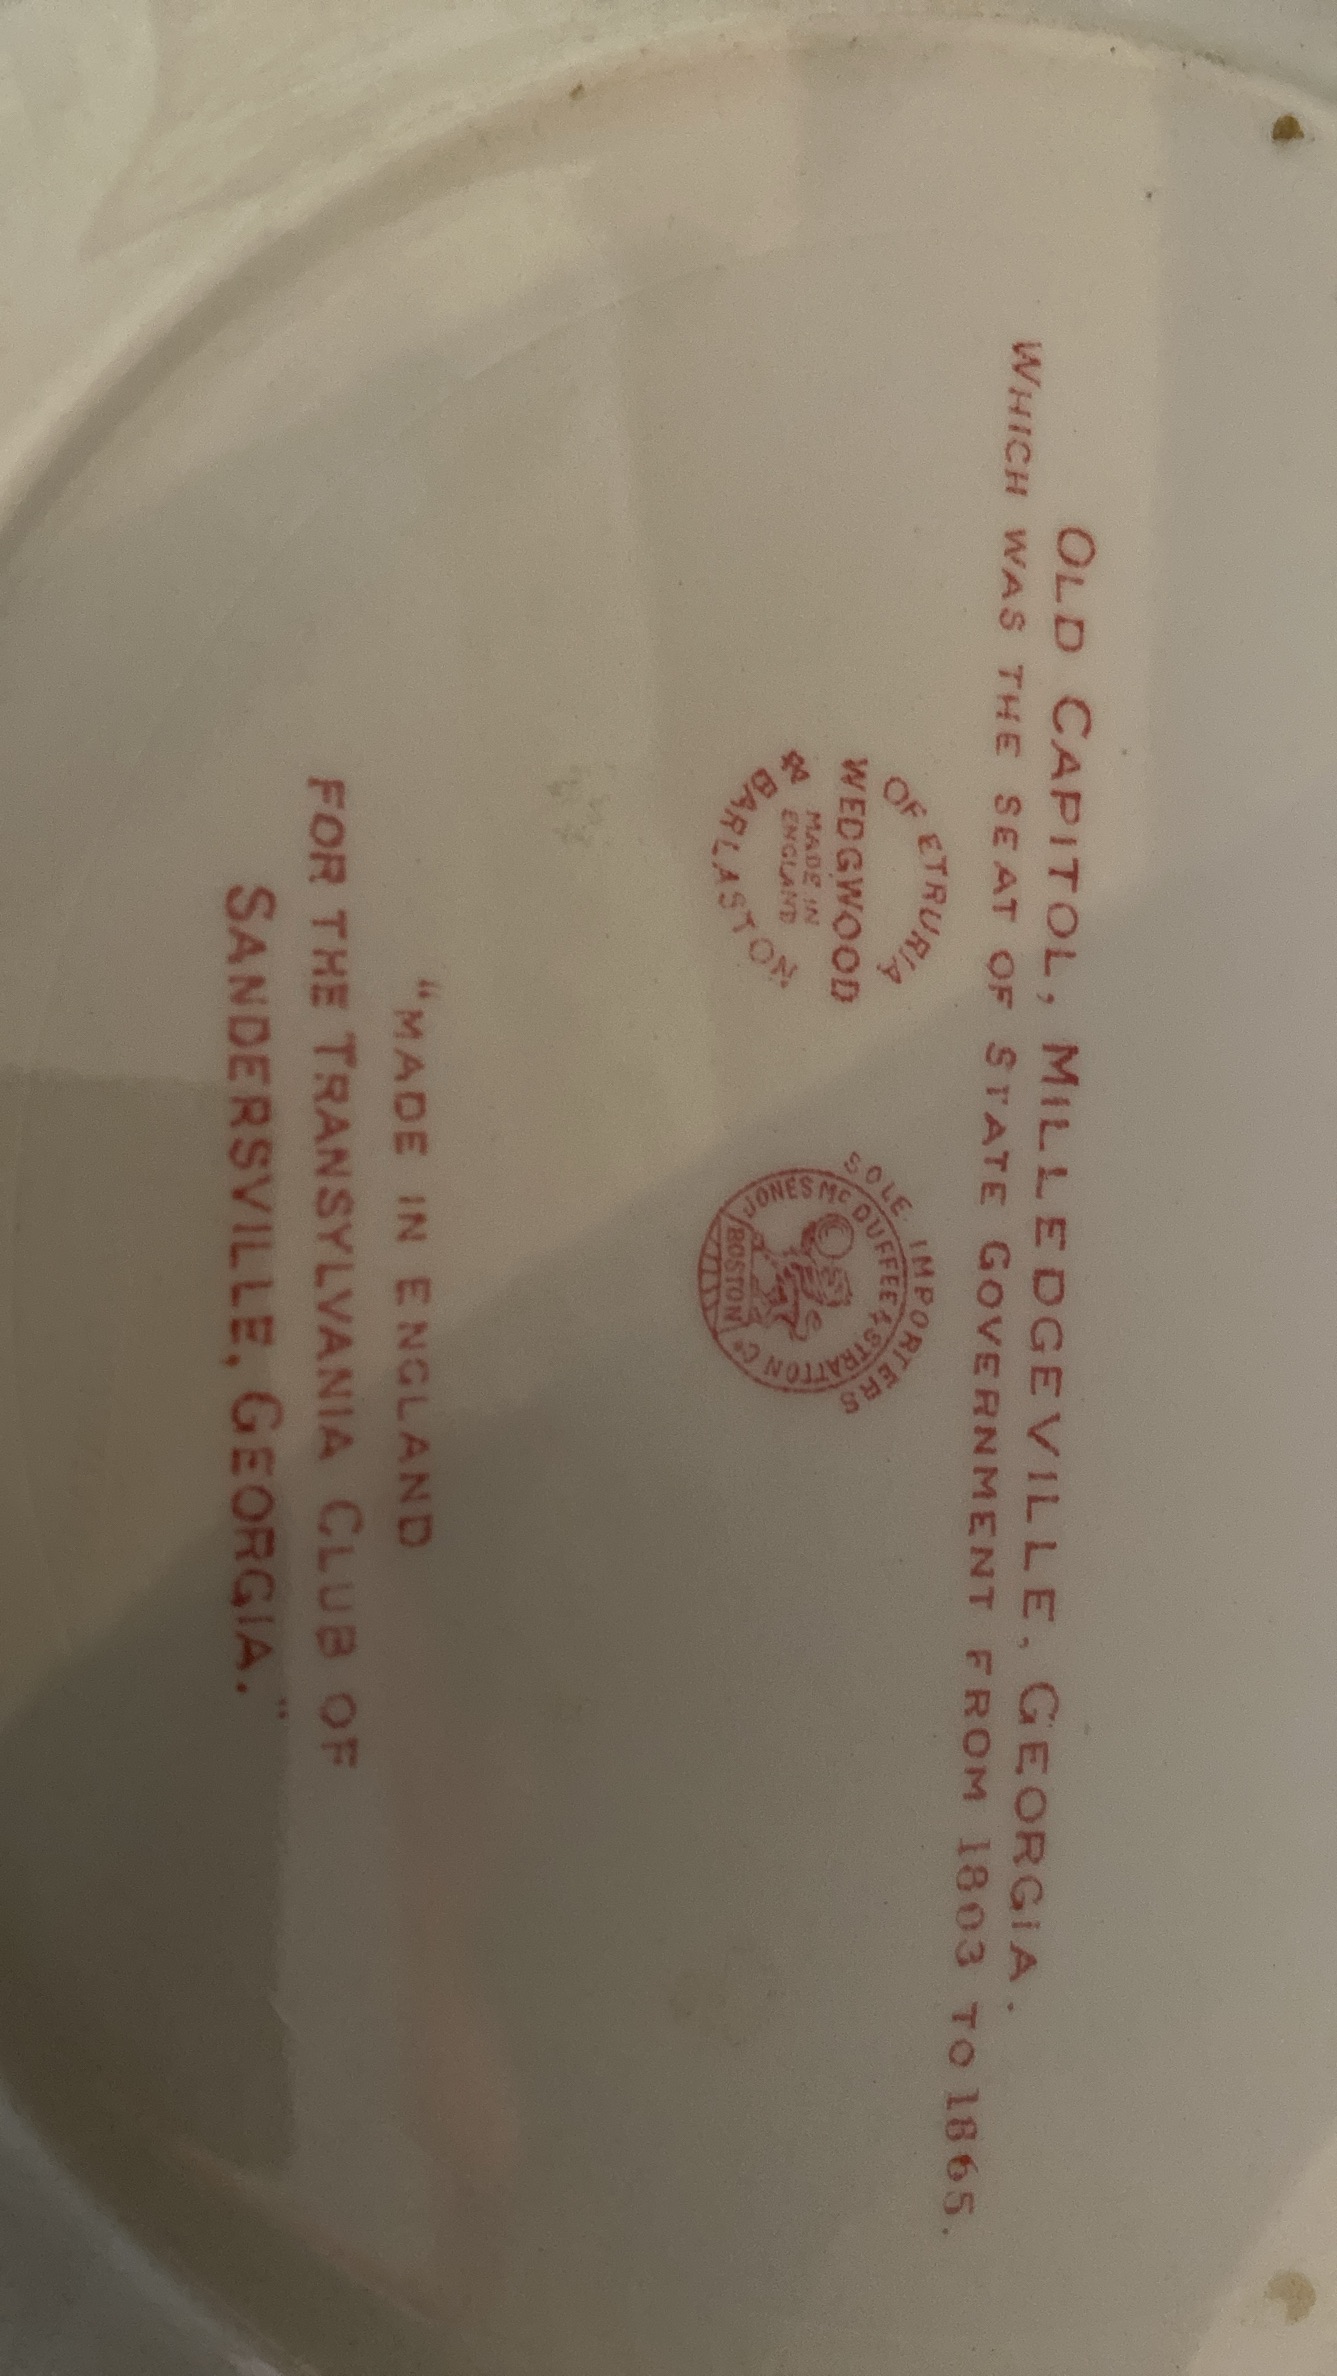 OLD CAPITOL, MILLEDGEVILLE, GEORGIA.
WHICH WAS THE SEAT OF STATE GOVERNMENT FROM 1803 TO 1865.
OF ETRURIA
WEDGWOOD
MADE IN
ENGLAND
& BARLASTON
SOLE IMPORTERS
JONES MC DUFFEE & STRATTON Co
BOSTON
"MADE IN ENGLAND
FOR THE TRANSYLVANIA CLUB OF
SANDERSVILLE, GEORGIA."